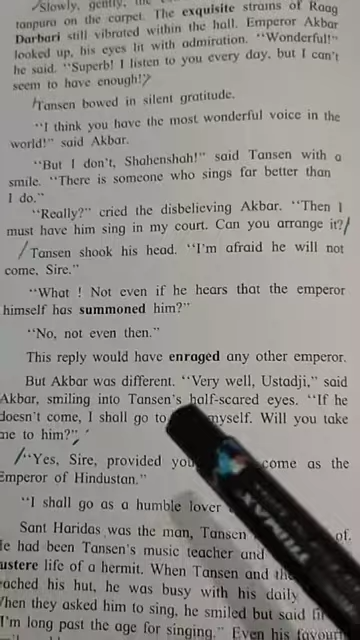 Slowly, gently, the
tanpura on the carpet. The exquisite strains of Raag
Darbari still vibrated within the hall. Emperor Akbar
looked up, his eyes lit with admiration. "Wonderful!"
he said. "Superb! I listen to you every day, but I can't
seem to have enough!"
Tansen bowed in silent gratitude.
"I think you have the most wonderful voice in the
world!" said Akbar.
"But I don't, Shahenshah!" said Tansen with a
smile. "There is someone who sings far better than
I do."
"Really?" cried the disbelieving Akbar. "Then I
must have him sing in my court. Can you arrange it?
Tansen shook his head. "I'm afraid he will not
come, Sire."
"What ! Not even if he hears that the emperor
himself has summoned him?"
"No, not even then."
This reply would have enraged any other emperor.
But Akbar was different. "Very well, Ustadji," said
Akbar, smiling into Tansen's half-scared eyes. "If he
doesn't come, I shall go to myself. Will you take
me to him?"
"Yes, Sire, provided you come as the
Emperor of Hindustan."
"I shall go as a humble lover
Sant Haridas was the man, Tansen of.
He had been Tansen's music teacher and
austere life of a hermit. When Tansen and the
reached his hut, he was busy with his daily
When they asked him to sing, he smiled but said
"I'm long past the age for singing." Even his favourite
TRIMAX